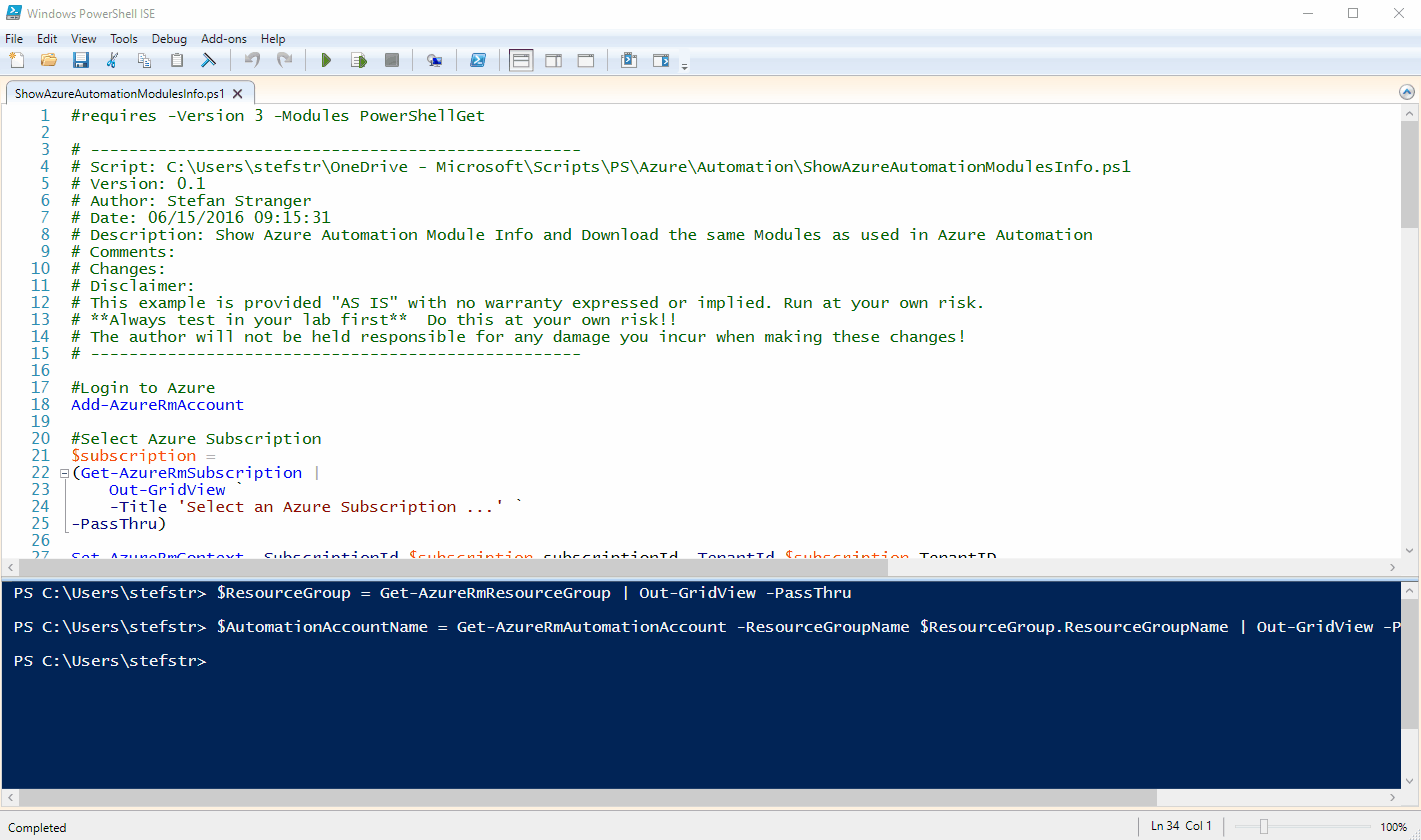 Windows PowerShell ISE
File Edit View Tools Debug Add-ons Help
ShowAzureAutomationModulesInfo.ps1
1 #requires -Version 3 -Modules PowerShellGet
2
3 # ---------------------------------------------------
4 # Script: C:\Users\stefstr\OneDrive - Microsoft\Scripts\PS\Azure\Automation\ShowAzureAutomationModulesInfo.ps1
5 # Version: 0.1
6 # Author: Stefan Stranger
7 # Date: 06/15/2016 09:15:31
8 # Description: Show Azure Automation Module Info and Download the same Modules as used in Azure Automation
9 # Comments:
10 # Changes:
11 # Disclaimer:
12 # This example is provided "AS IS" with no warranty expressed or implied. Run at your own risk.
13 # **Always test in your lab first**  Do this at your own risk!!
14 # The author will not be held responsible for any damage you incur when making these changes!
15 # ---------------------------------------------------
16
17 #Login to Azure
18 Add-AzureRmAccount
19
20 #Select Azure Subscription
21 $subscription =
22 (Get-AzureRmSubscription |
23     Out-GridView `
24     -Title 'Select an Azure Subscription ...' `
25 -PassThru)
26
27 Set-AzureRmContext -SubscriptionId $subscription.subscriptionId -TenantId $subscription.TenantID
PS C:\Users\stefstr> $ResourceGroup = Get-AzureRmResourceGroup | Out-GridView -PassThru
PS C:\Users\stefstr> $AutomationAccountName = Get-AzureRmAutomationAccount -ResourceGroupName $ResourceGroup.ResourceGroupName | Out-GridView -P
PS C:\Users\stefstr>
Completed
Ln 34 Col 1
100%